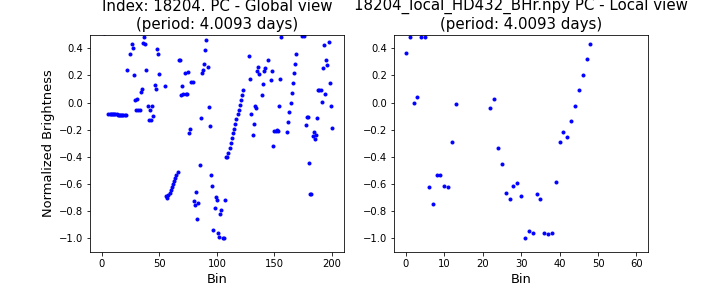 Index: 18204. PC - Global view
(period: 4.0093 days)
18204_local_HD432_BHr.npy PC - Local view
(period: 4.0093 days)
Normalized Brightness
0.4
0.2
0.0
−0.2
−0.4
−0.6
−0.8
−1.0
0 50 100 150 200
Bin
0.4
0.2
0.0
−0.2
−0.4
−0.6
−0.8
−1.0
0 10 20 30 40 50 60
Bin